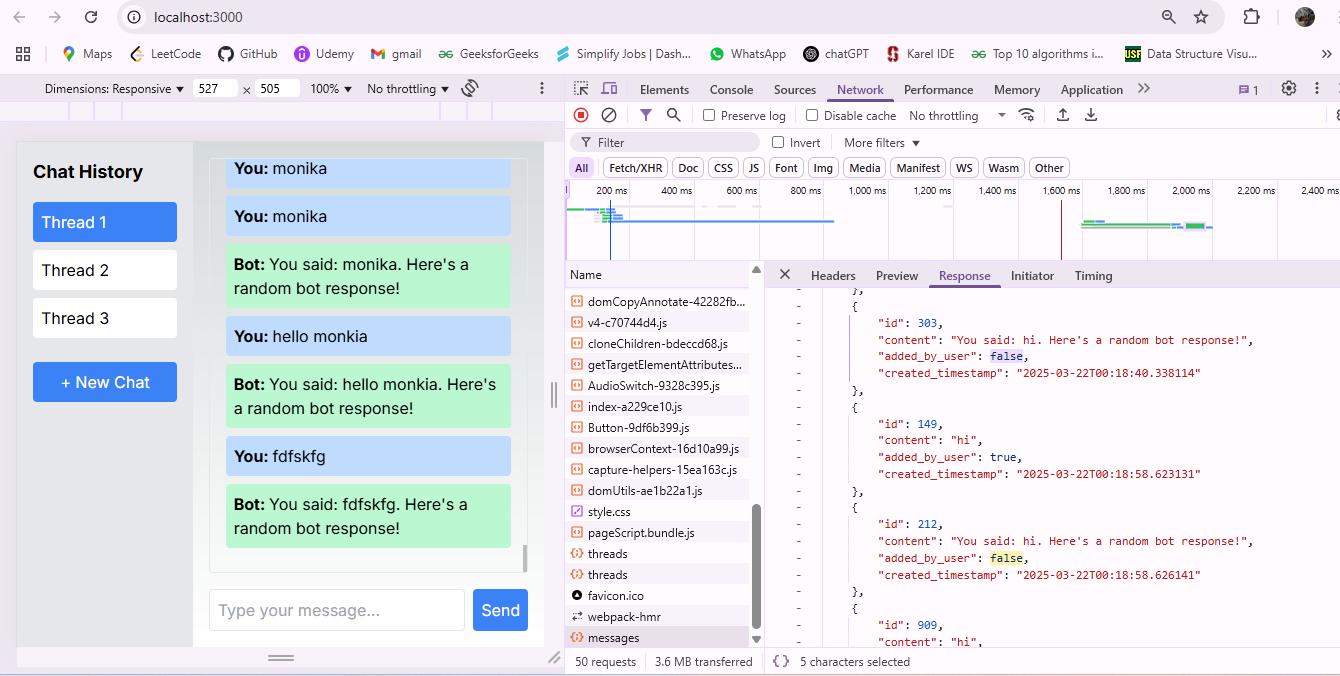 localhost:3000
Maps
LeetCode
GitHub
Udemy
gmail
GeeksforGeeks
Simplify Jobs | Dash...
WhatsApp
chatGPT
Karel IDE
Top 10 algorithms i...
USF
Data Structure Visu...
»
Dimensions: Responsive ▼
527
×
505
100% ▼
No throttling ▼
Elements
Console
Sources
Network
Performance
Memory
Application
»
1
Preserve log
Disable cache
No throttling
Filter
Invert
More filters ▼
All
Fetch/XHR
Doc
CSS
JS
Font
Img
Media
Manifest
WS
Wasm
Other
200 ms
400 ms
600 ms
800 ms
1,000 ms
1,200 ms
1,400 ms
1,600 ms
1,800 ms
2,000 ms
2,200 ms
2,400 ms
Chat History
Thread 1
Thread 2
Thread 3
+ New Chat
You: monika
You: monika
Bot: You said: monika. Here's a
random bot response!
You: hello monkia
Bot: You said: hello monkia. Here's
a random bot response!
You: fdfskfg
Bot: You said: fdfskfg. Here's a
random bot response!
Type your message...
Send
Name
domCopyAnnotate-42282fb...
v4-c70744d4.js
cloneChildren-bdeccd68.js
getTargetElementAttributes...
AudioSwitch-9328c395.js
index-a229ce10.js
Button-9df6b399.js
browserContext-16d10a99.js
capture-helpers-15ea163c.js
domUtils-ae1b22a1.js
style.css
pageScript.bundle.js
threads
threads
favicon.ico
webpack-hmr
messages
50 requests
3.6 MB transferred
Headers
Preview
Response
Initiator
Timing
- },
- {
- "id": 303,
- "content": "You said: hi. Here's a random bot response!",
- "added_by_user": false,
- "created_timestamp": "2025-03-22T00:18:40.338114"
- },
- {
- "id": 149,
- "content": "hi",
- "added_by_user": true,
- "created_timestamp": "2025-03-22T00:18:58.623131"
- },
- {
- "id": 212,
- "content": "You said: hi. Here's a random bot response!",
- "added_by_user": false,
- "created_timestamp": "2025-03-22T00:18:58.626141"
- },
- {
- "id": 909,
- "content": "hi",
{ } 5 characters selected